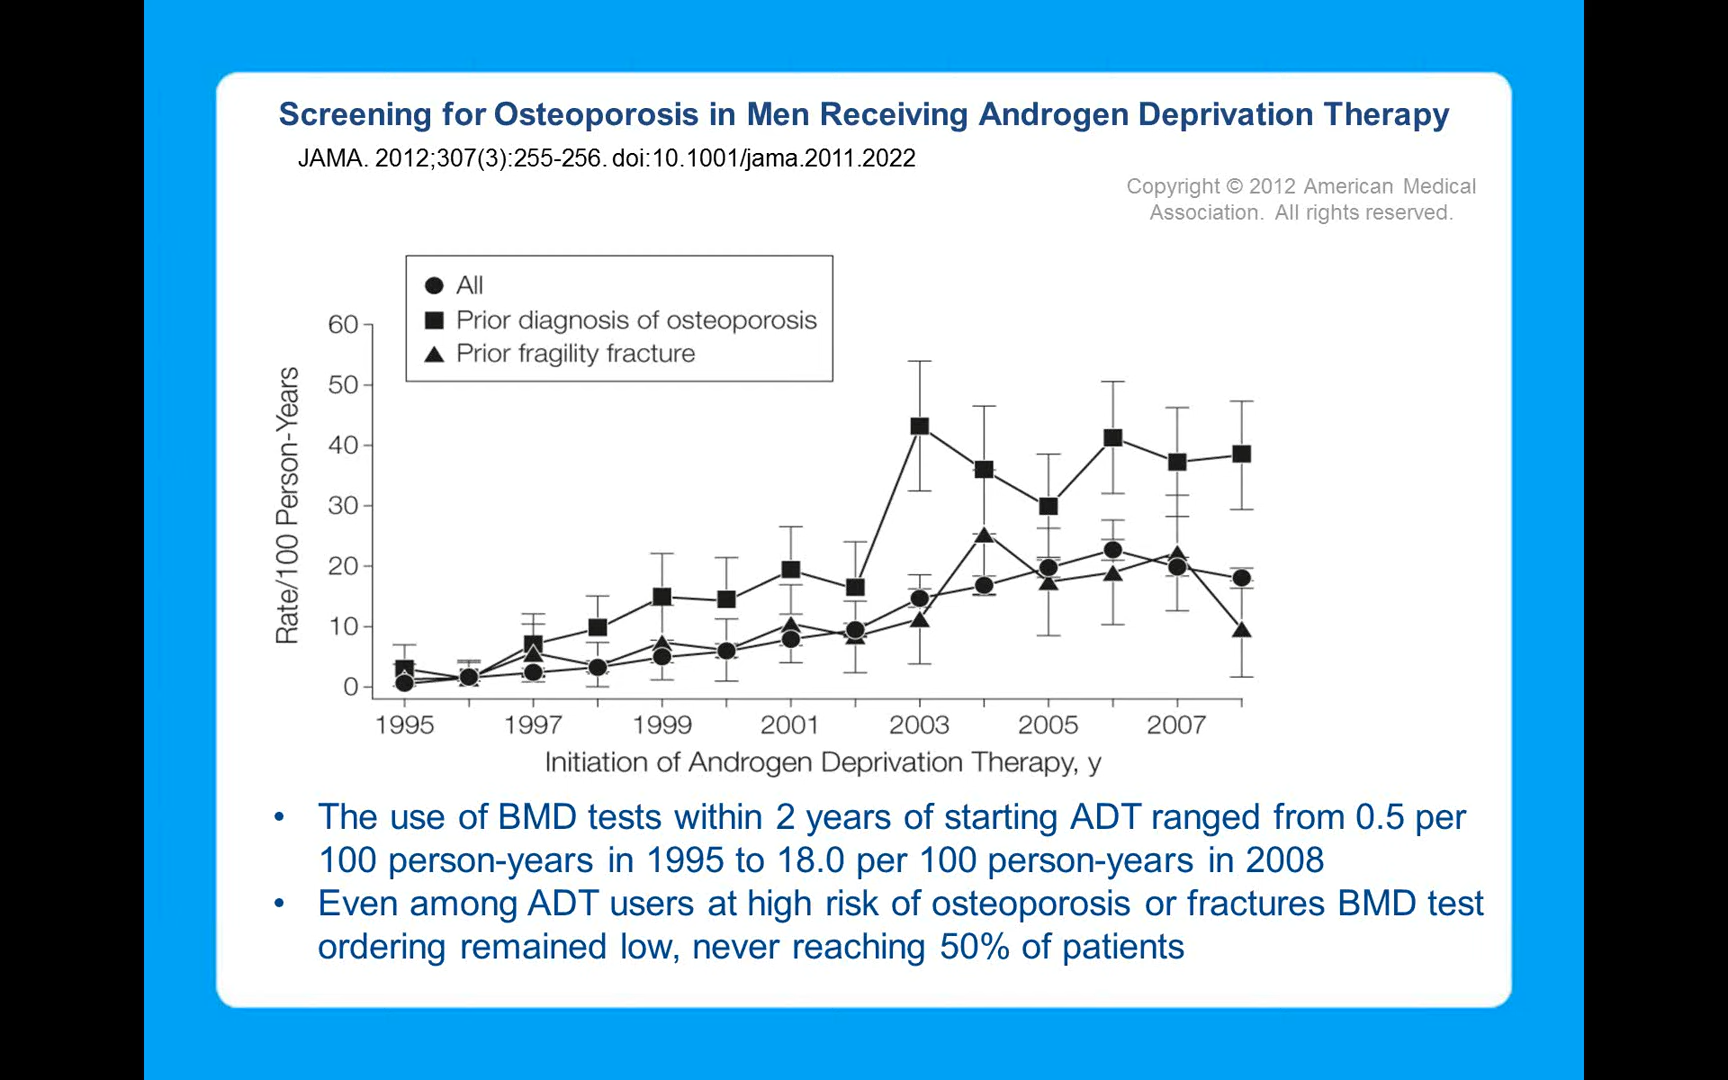 Screening for Osteoporosis in Men Receiving Androgen Deprivation Therapy
JAMA. 2012;307(3):255-256. doi:10.1001/jama.2011.2022
Copyright © 2012 American Medical
Association. All rights reserved.
All
Prior diagnosis of osteoporosis
Prior fragility fracture
Rate/100 Person-Years
60
50
40
30
20
10
0
1995 1997 1999 2001 2003 2005 2007
Initiation of Androgen Deprivation Therapy, y
• The use of BMD tests within 2 years of starting ADT ranged from 0.5 per
100 person-years in 1995 to 18.0 per 100 person-years in 2008
• Even among ADT users at high risk of osteoporosis or fractures BMD test
ordering remained low, never reaching 50% of patients